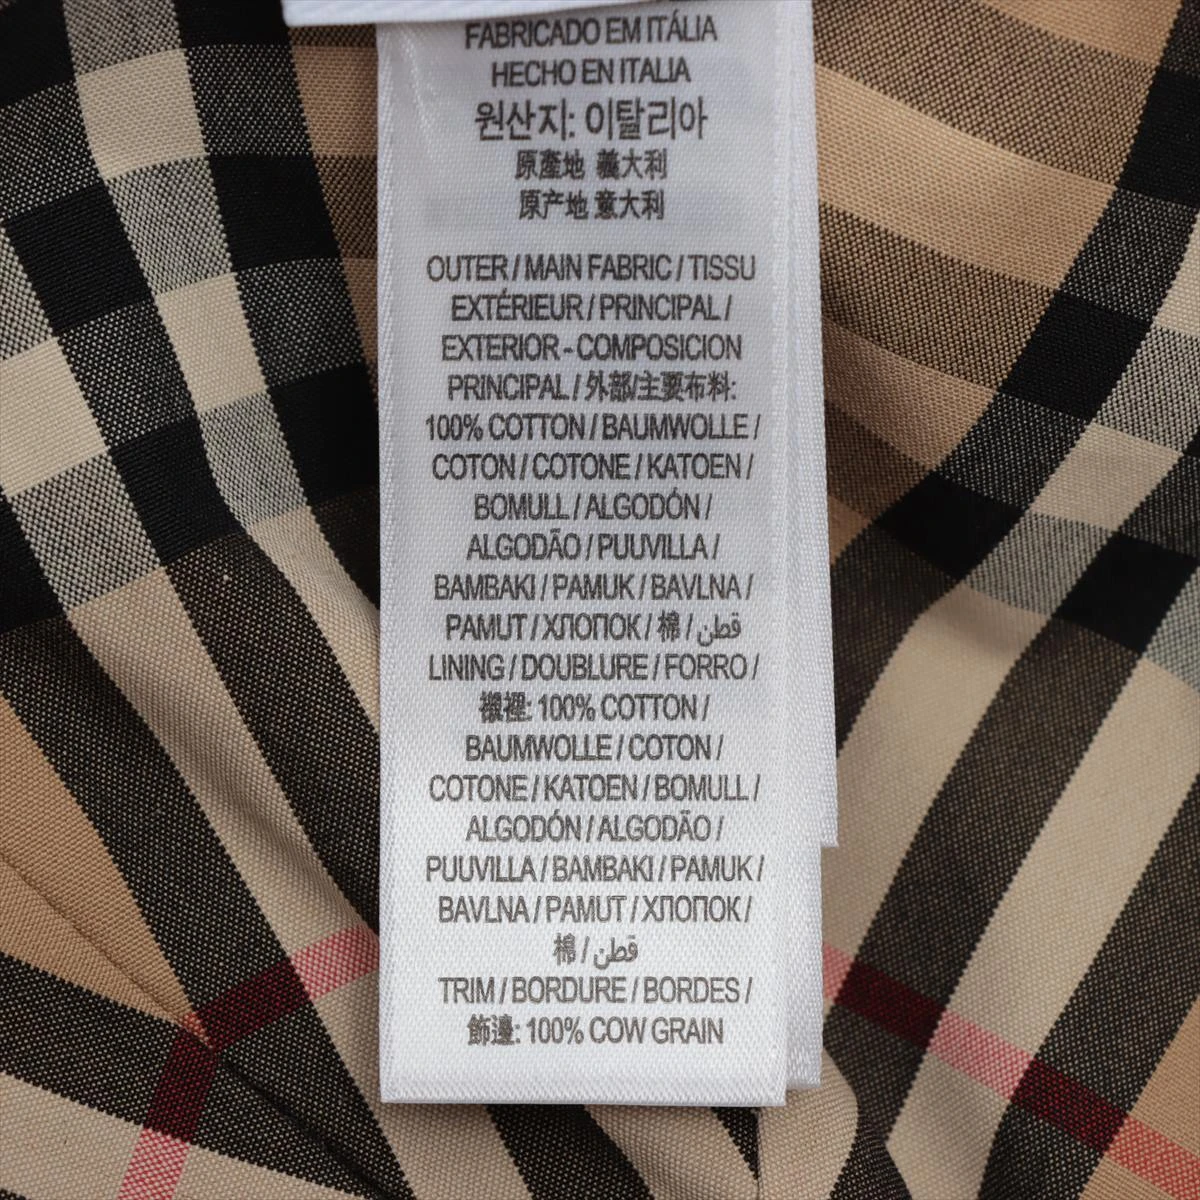 FABRICADO EM ITÁLIA
HECHO EN ITALIA
원산지: 이탈리아
原產地 義大利
原产地 意大利
OUTER / MAIN FABRIC / TISSU
EXTÉRIEUR / PRINCIPAL /
EXTERIOR - COMPOSICION
PRINCIPAL / 外部/主要布料:
100% COTTON / BAUMWOLLE /
COTON / COTONE / KATOEN /
BOMULL / ALGODÓN /
ALGODÃO / PUUVILLA /
BAMBAKI / PAMUK / BAVLNA /
PAMUT / ХЛОПОК / 棉 / قطن
LINING / DOUBLURE / FORRO /
襯裡: 100% COTTON /
BAUMWOLLE / COTON /
COTONE / KATOEN / BOMULL /
ALGODÓN / ALGODÃO /
PUUVILLA / BAMBAKI / PAMUK /
BAVLNA / PAMUT / ХЛОПОК /
棉 / قطن
TRIM / BORDURE / BORDES /
飾邊: 100% COW GRAIN